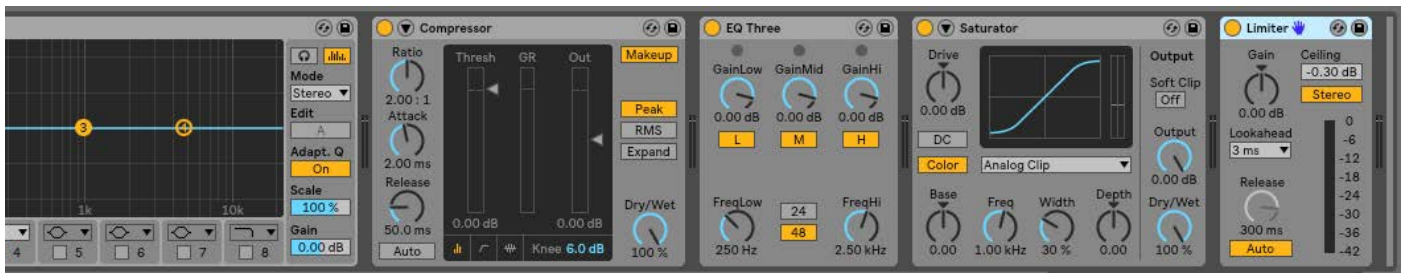 Mode
Stereo
Edit
A
Adapt. Q
On
Scale
100 %
Gain
0.00 dB
3
4
1k
10k
4
5
6
7
8
Compressor
Ratio
2.00 : 1
Attack
2.00 ms
Release
50.0 ms
Auto
Thresh GR Out
0.00 dB 0.00 dB
Knee 6.0 dB
Makeup
Peak
RMS
Expand
Dry/Wet
100 %
EQ Three
GainLow GainMid GainHi
0.00 dB 0.00 dB 0.00 dB
L M H
FreqLow
250 Hz
24
48
FreqHi
2.50 kHz
Saturator
Drive
0.00 dB
DC
Color
Analog Clip
Base Freq Width Depth
0.00 1.00 kHz 30 % 0.00
Output
Soft Clip
Off
Output
0.00 dB
Dry/Wet
100 %
Limiter
Gain
0.00 dB
Lookahead
3 ms
Release
300 ms
Auto
Ceiling
-0.30 dB
Stereo
0
-6
-12
-18
-24
-30
-36
-42